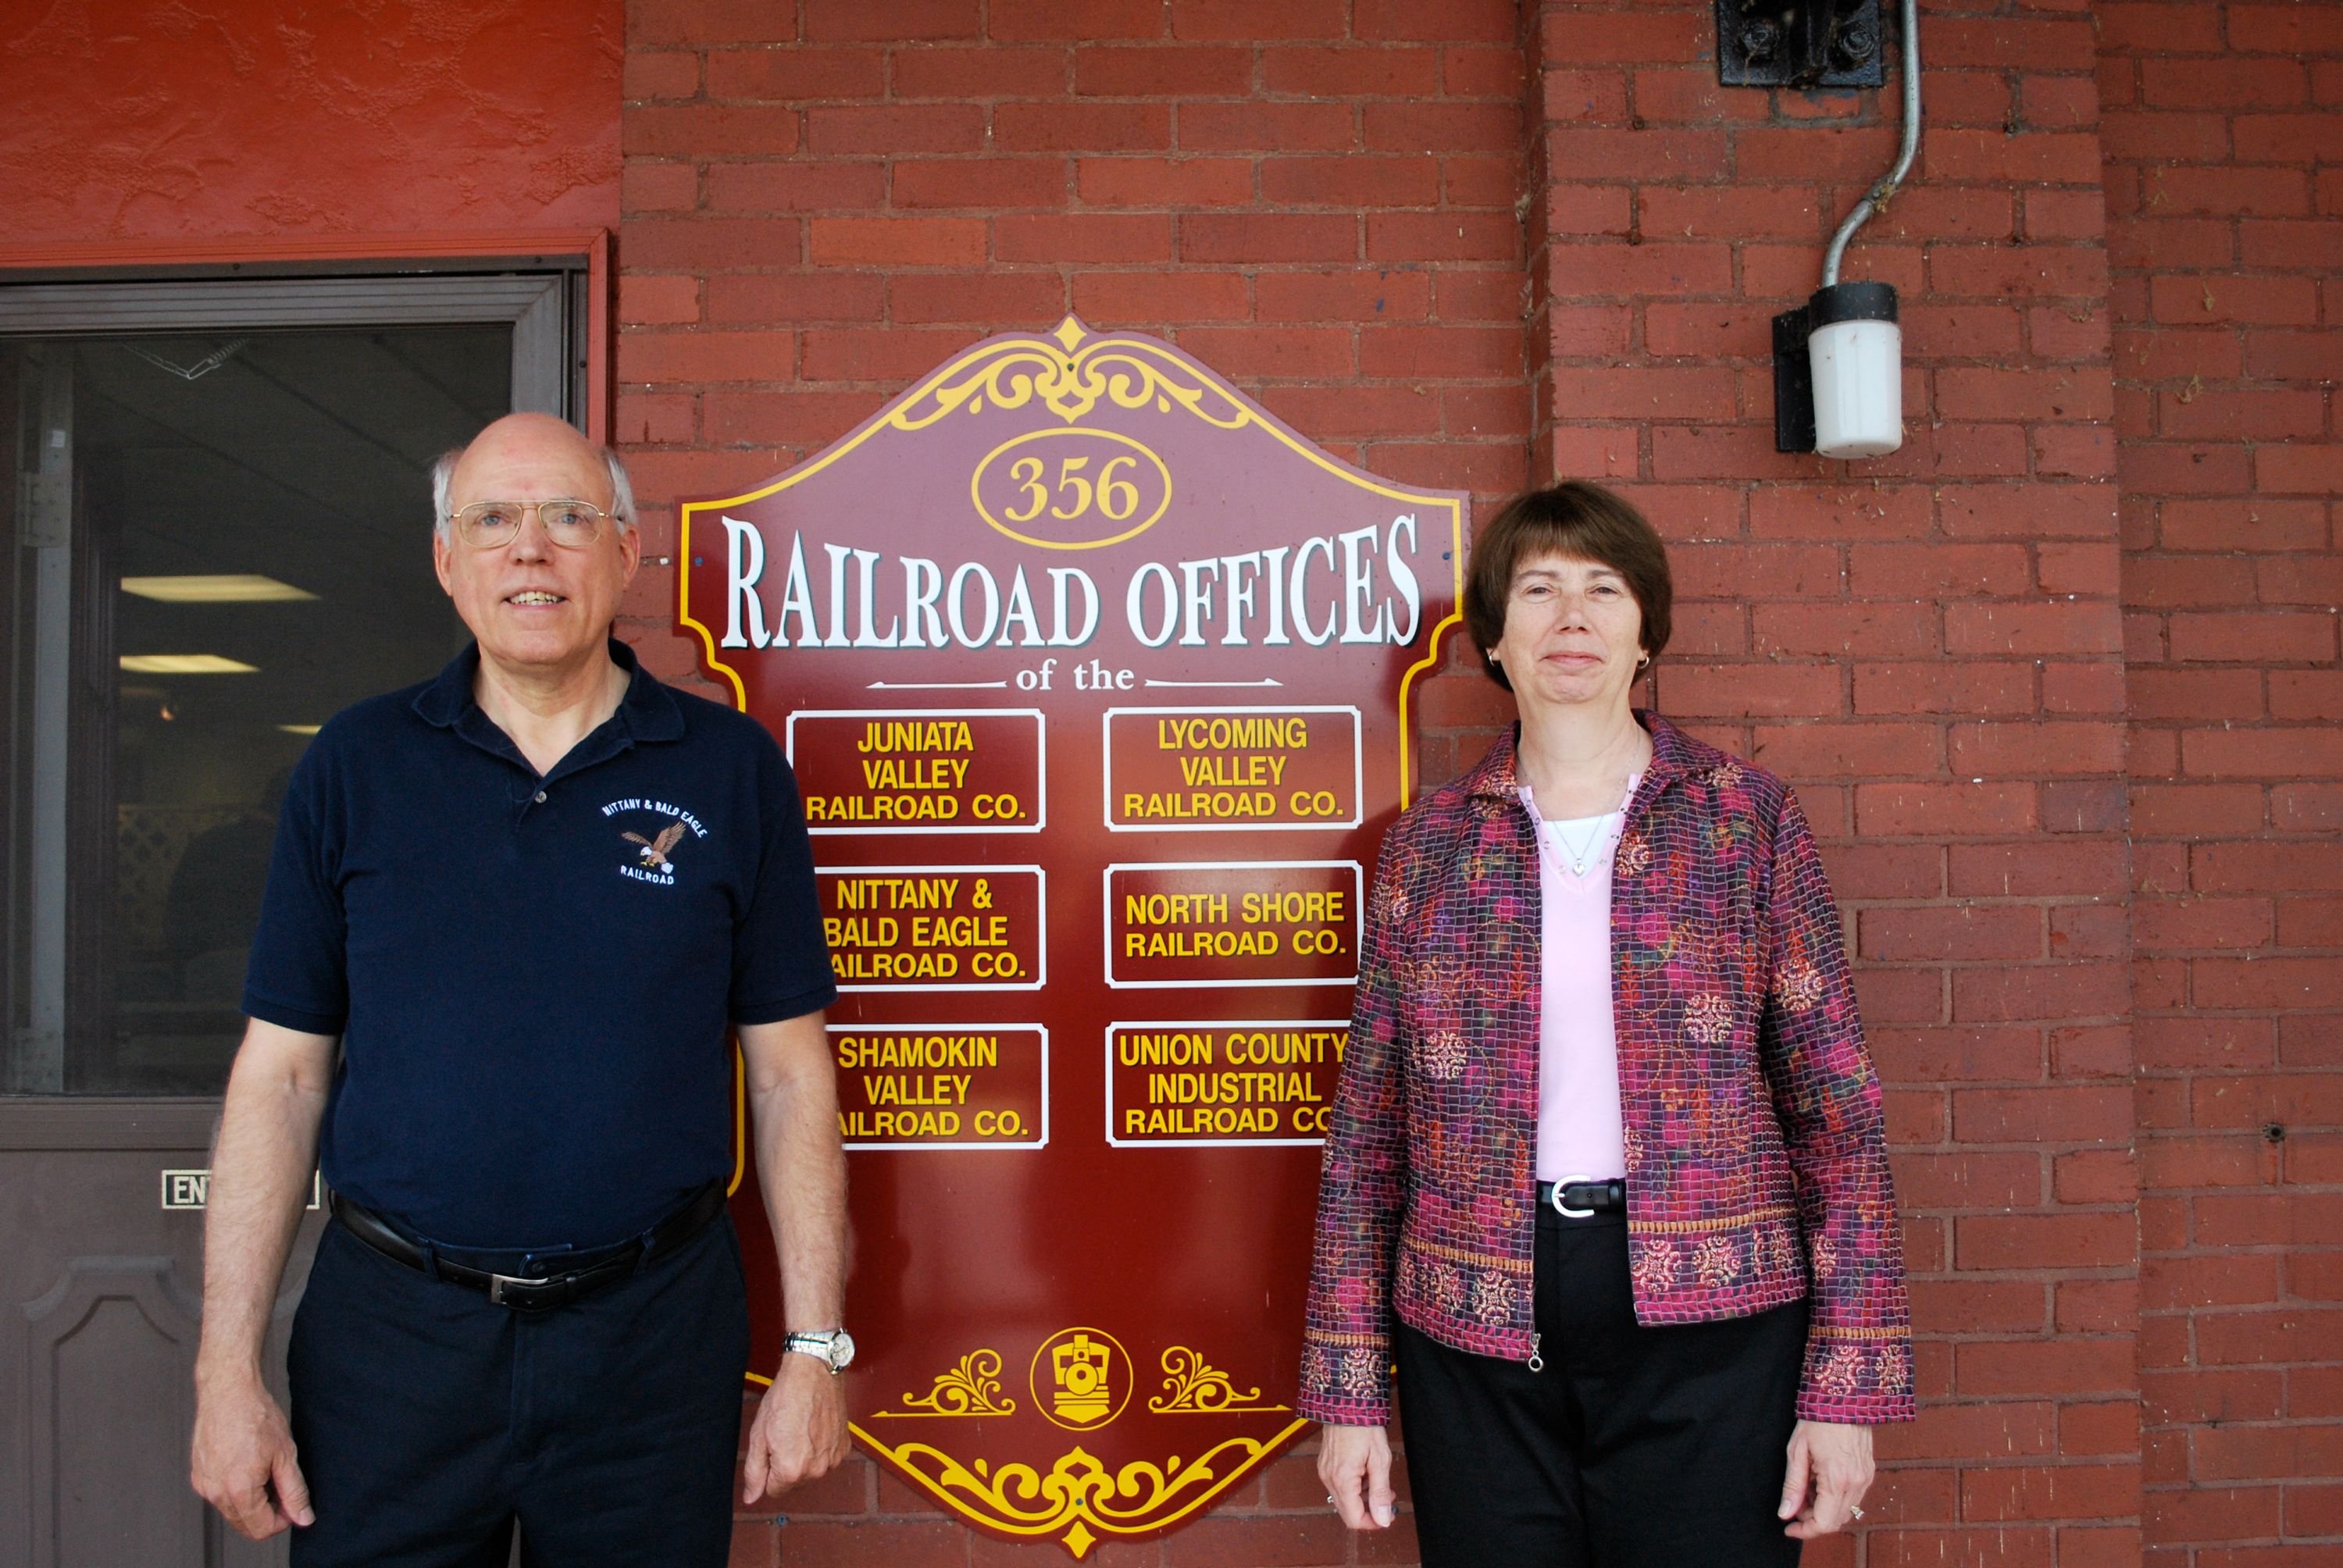 356
RAILROAD OFFICES
of the
JUNIATA
VALLEY
RAILROAD CO.
LYCOMING
VALLEY
RAILROAD CO.
NITTANY &
BALD EAGLE
AILROAD CO.
NORTH SHORE
RAILROAD CO.
SHAMOKIN
VALLEY
AILROAD CO.
UNION COUNTY
INDUSTRIAL
RAILROAD CO
NITTANY & BALD EAGLE
RAILROAD
EN